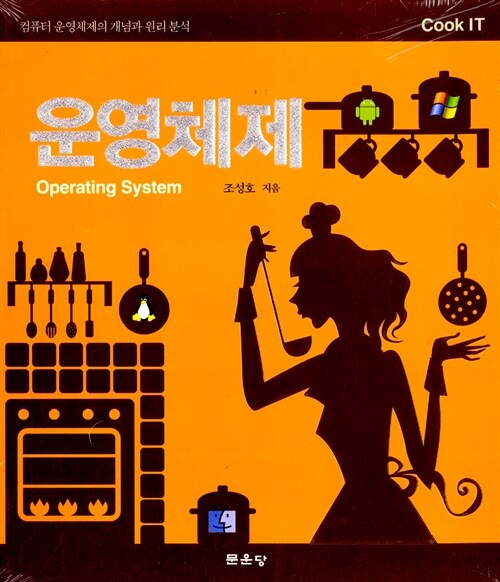 컴퓨터 운영체제의 개념과 원리 분석
Cook IT
운영체제
Operating System
조성호 지음
문운당